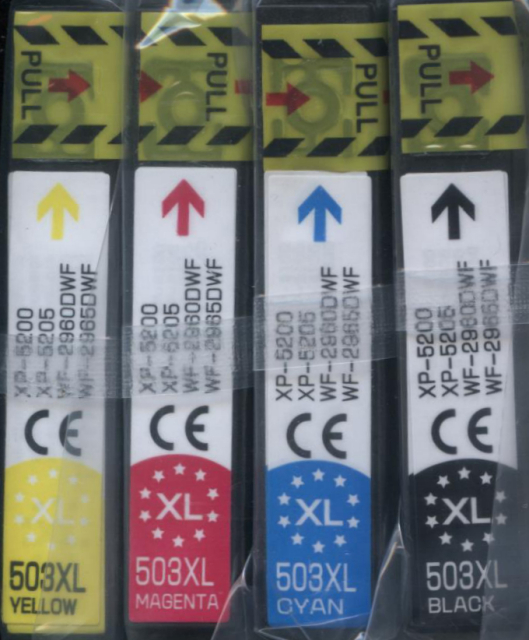 PULL
XP-5200
XP-5205
WF-2960DWF
WF-2965DWF
CE
XL
503XL
YELLOW
PULL
XP-5200
XP-5205
WF-2960DWF
WF-2965DWF
CE
XL
503XL
MAGENTA
PULL
XP-5200
XP-5205
WF-2960DWF
WF-2965DWF
CE
XL
503XL
CYAN
PULL
XP-5200
XP-5205
WF-2960DWF
WF-2965DWF
CE
XL
503XL
BLACK